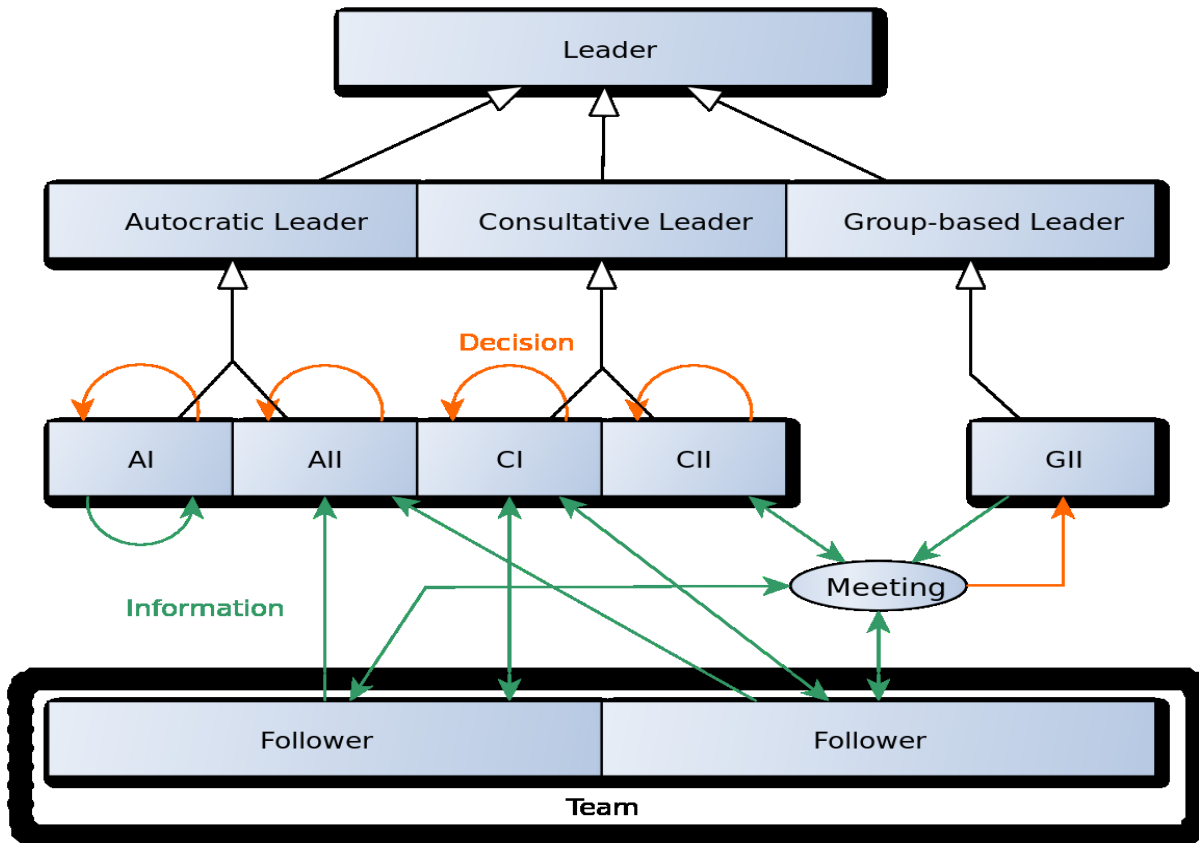 Leader
Autocratic Leader
Consultative Leader
Group-based Leader
Decision
AI
AII
CI
CII
GII
Meeting
Information
Follower
Follower
Team